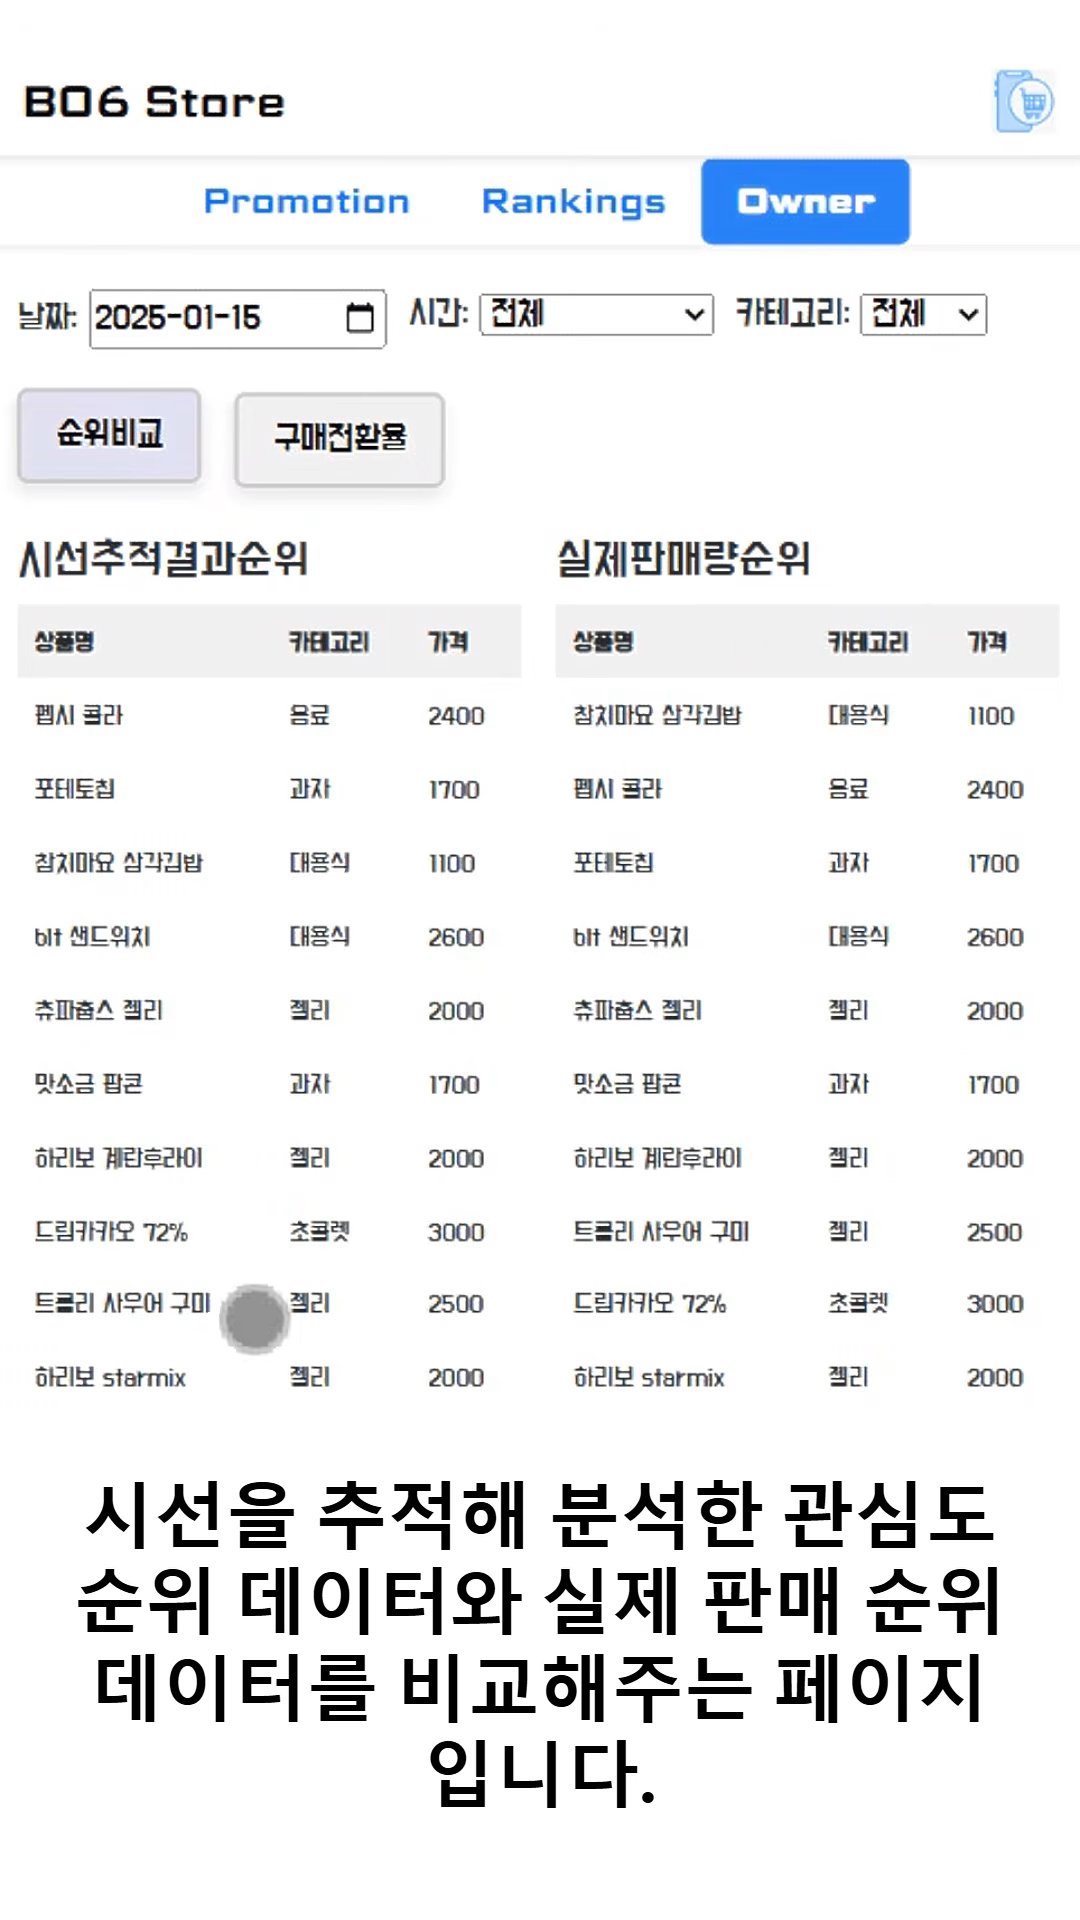 B06 Store
Promotion Rankings Owner
날짜: 2025-01-15 시간: 전체 카테고리: 전체
순위비교 구매전환율
시선추적결과순위
상품명 카테고리 가격
펩시 콜라 음료 2400
포테토칩 과자 1700
참치마요 삼각김밥 대용식 1100
blt 샌드위치 대용식 2600
츄파춥스 젤리 젤리 2000
맛소금 팝콘 과자 1700
하리보 계란후라이 젤리 2000
드림카카오 72% 초콜렛 3000
트롤리 사우어 구미 젤리 2500
하리보 starmix 젤리 2000
실제판매량순위
상품명 카테고리 가격
참치마요 삼각김밥 대용식 1100
펩시 콜라 음료 2400
포테토칩 과자 1700
blt 샌드위치 대용식 2600
츄파춥스 젤리 젤리 2000
맛소금 팝콘 과자 1700
하리보 계란후라이 젤리 2000
트롤리 사우어 구미 젤리 2500
드림카카오 72% 초콜렛 3000
하리보 starmix 젤리 2000
시선을 추적해 분석한 관심도
순위 데이터와 실제 판매 순위
데이터를 비교해주는 페이지
입니다.